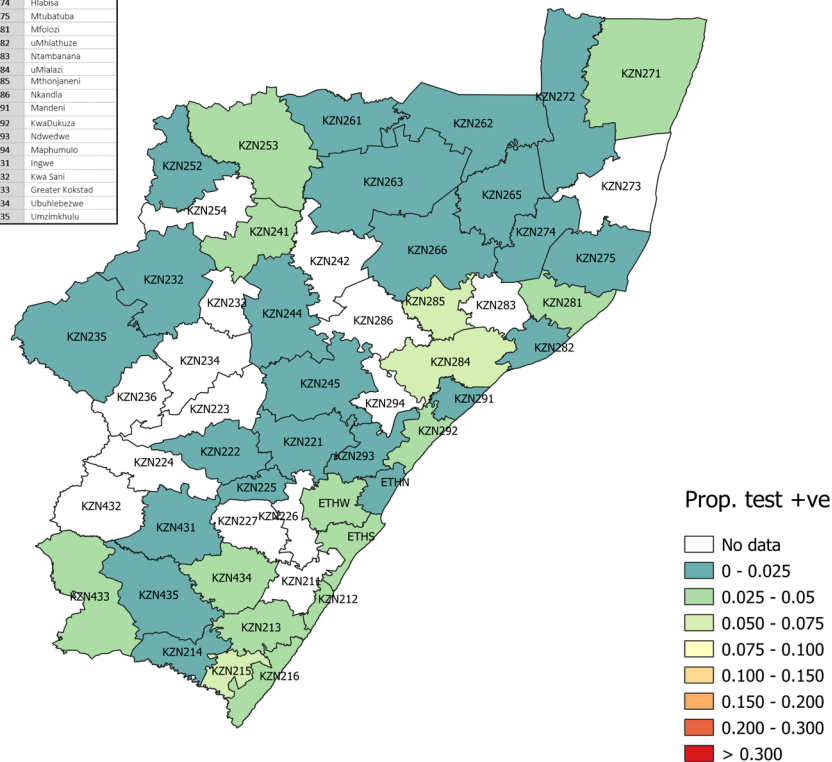 74 Hlabisa
75 Mtubatuba
81 Mfolozi
82 uMhlathuze
83 Ntambanana
84 uMlalazi
85 Mthonjaneni
86 Nkandla
91 Mandeni
92 KwaDukuza
93 Ndwedwe
94 Maphumulo
31 Ingwe
32 Kwa Sani
33 Greater Kokstad
34 Ubuhlebezwe
35 Umzimkhulu
KZN271
KZN272
KZN261
KZN262
KZN253
KZN252
KZN263
KZN273
KZN265
KZN254
KZN241
KZN274
KZN266
KZN275
KZN242
KZN232
KZN285
KZN233
KZN283
KZN281
KZN244
KZN286
KZN235
KZN282
KZN234
KZN284
KZN245
KZN236
KZN291
KZN294
KZN223
KZN292
KZN221
KZN222
KZN293
KZN224
ETHN
KZN225
ETHW
KZN432
KZN226
KZN227
KZN431
ETHS
KZN434
KZN211
KZN433
KZN435
KZN212
KZN213
KZN214
KZN215
KZN216
Prop. test +ve
No data
0 - 0.025
0.025 - 0.05
0.050 - 0.075
0.075 - 0.100
0.100 - 0.150
0.150 - 0.200
0.200 - 0.300
> 0.300